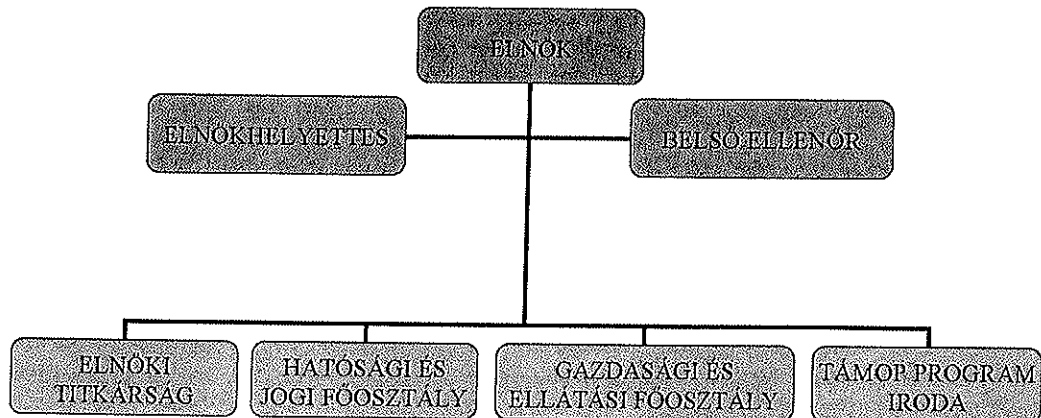 ELNÖK
ELNÖKHELYETTES
BELSŐ ELLENŐR
ELNÖKI
TITKÁRSÁG
HATÓSÁGI ÉS
JOGI FŐOSZTÁLY
GAZDASÁGI ÉS
ELLÁTÁSI FŐOSZTÁLY
TÁMOP PROGRAM
IRODA